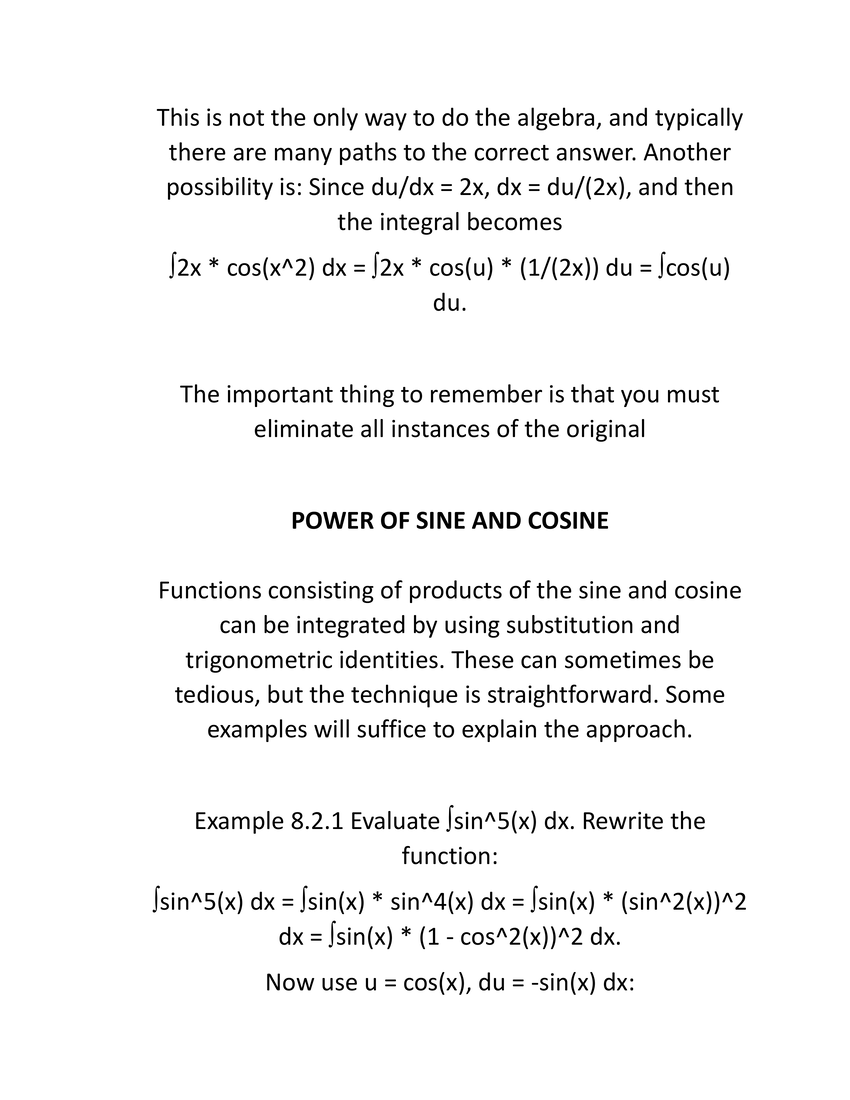 This is not the only way to do the algebra, and typically
there are many paths to the correct answer. Another
possibility is: Since du/dx = 2x, dx = du/(2x), and then
the integral becomes
∫2x * cos(x^2) dx = ∫2x * cos(u) * (1/(2x)) du = ∫cos(u)
du.
The important thing to remember is that you must
eliminate all instances of the original
POWER OF SINE AND COSINE
Functions consisting of products of the sine and cosine
can be integrated by using substitution and
trigonometric identities. These can sometimes be
tedious, but the technique is straightforward. Some
examples will suffice to explain the approach.
Example 8.2.1 Evaluate ∫sin^5(x) dx. Rewrite the
function:
∫sin^5(x) dx = ∫sin(x) * sin^4(x) dx = ∫sin(x) * (sin^2(x))^2
dx = ∫sin(x) * (1 - cos^2(x))^2 dx.
Now use u = cos(x), du = -sin(x) dx: